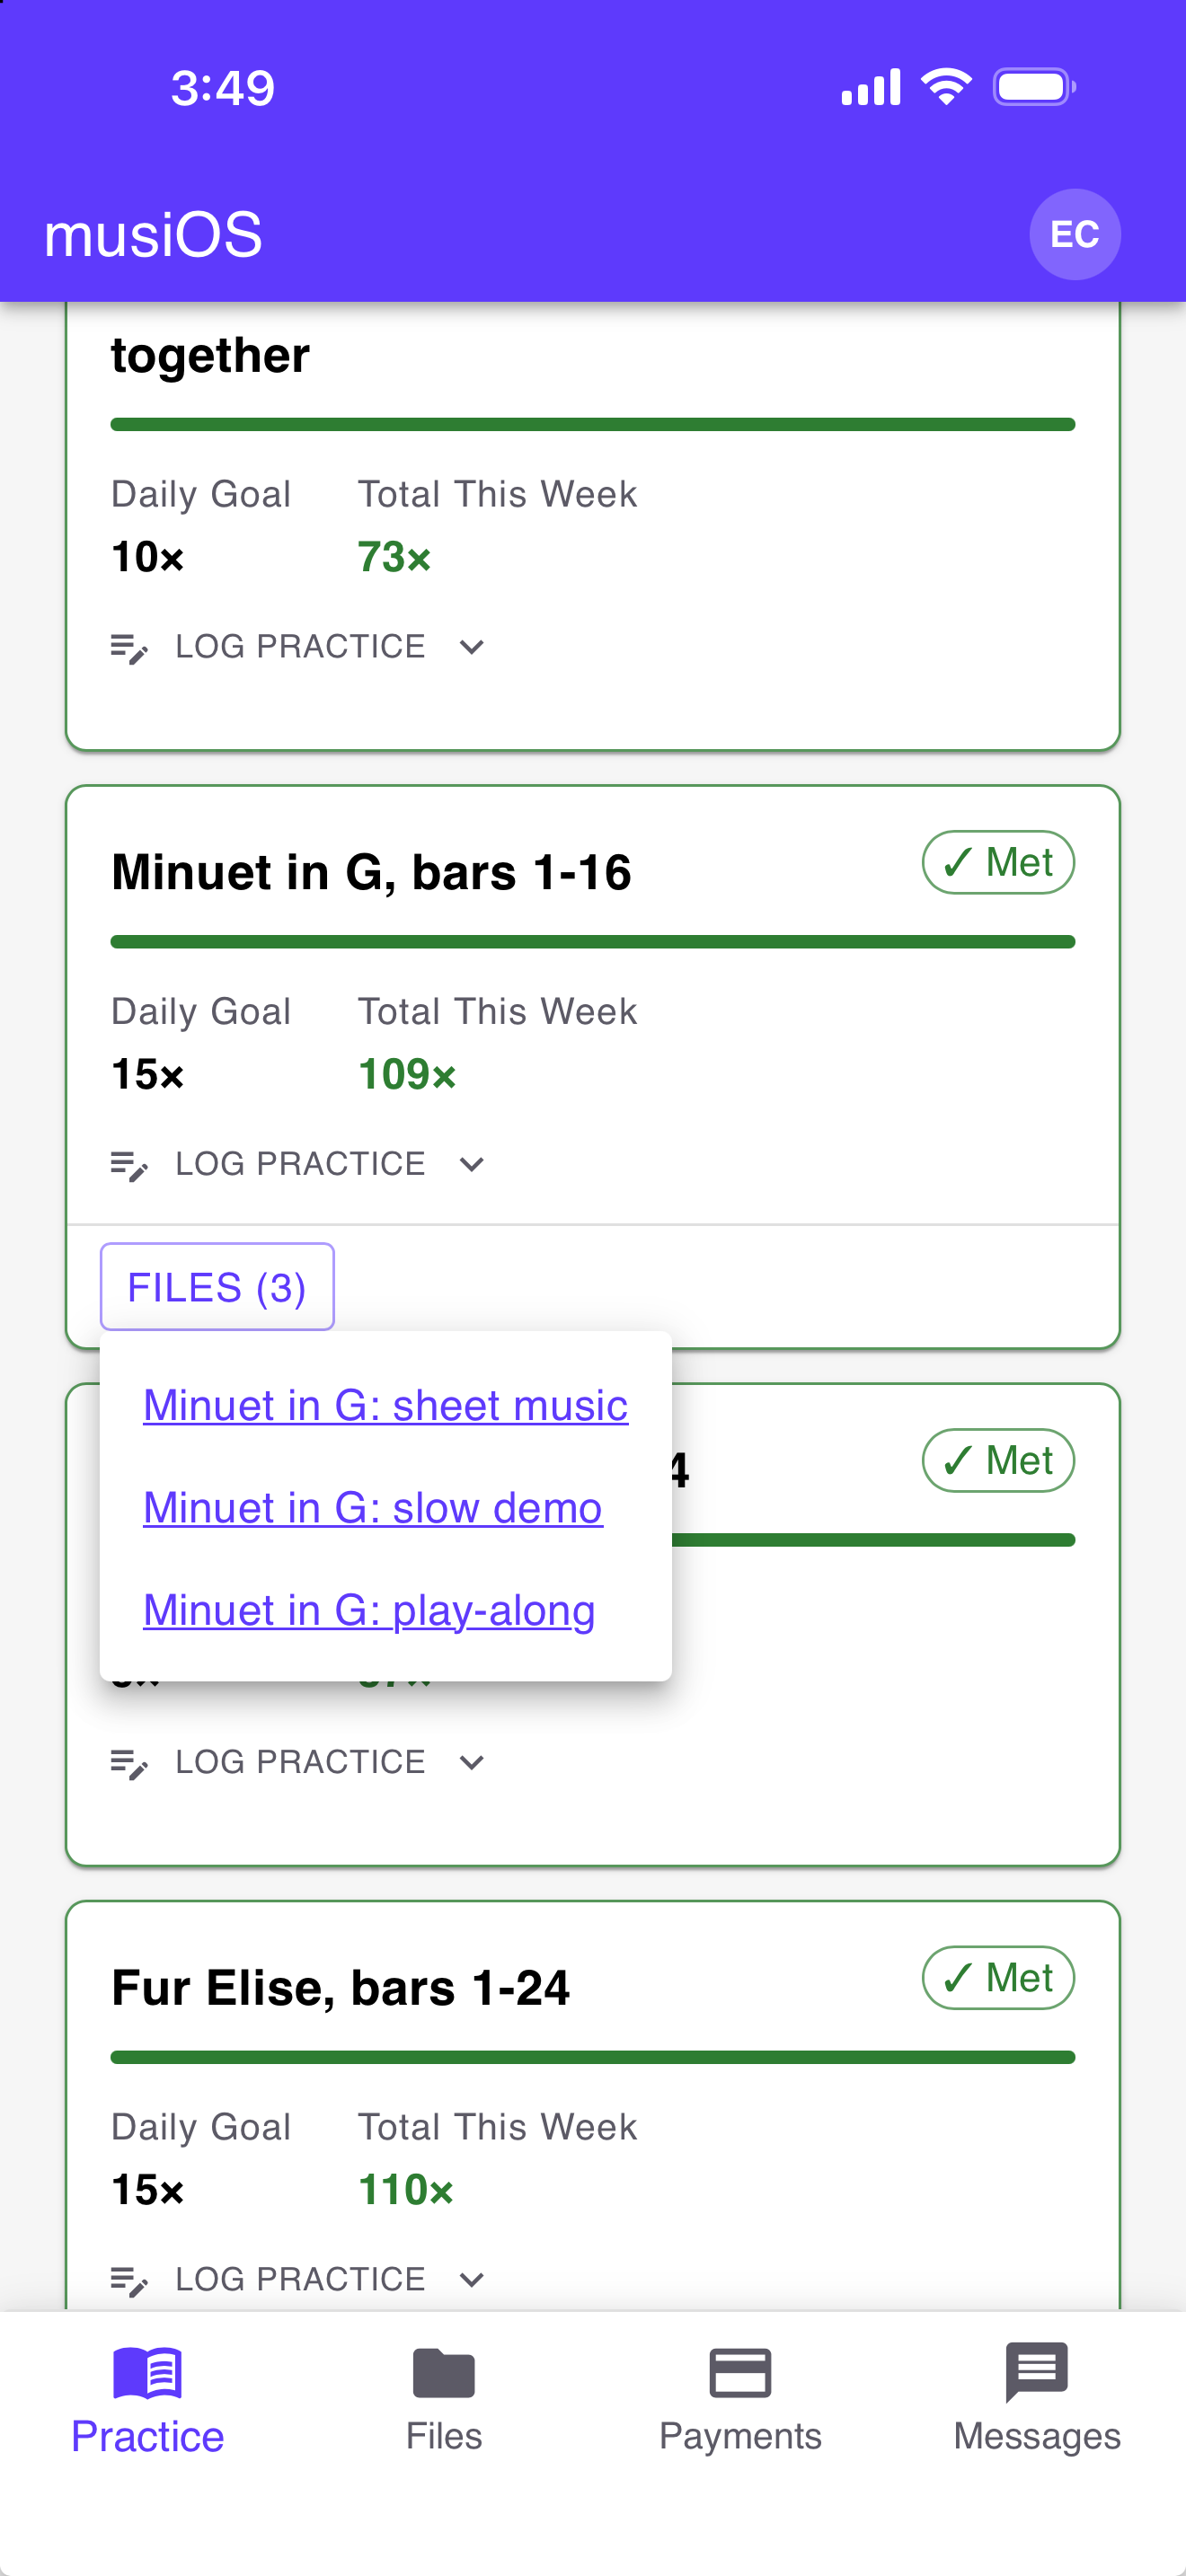 3:49
musiOS
EC
together
Daily Goal Total This Week
10× 73×
LOG PRACTICE
Minuet in G, bars 1-16 ✓ Met
Daily Goal Total This Week
15× 109×
LOG PRACTICE
FILES (3)
Minuet in G: sheet music
4 ✓ Met
Minuet in G: slow demo
Minuet in G: play-along
LOG PRACTICE
Fur Elise, bars 1-24 ✓ Met
Daily Goal Total This Week
15× 110×
LOG PRACTICE
Practice Files Payments Messages